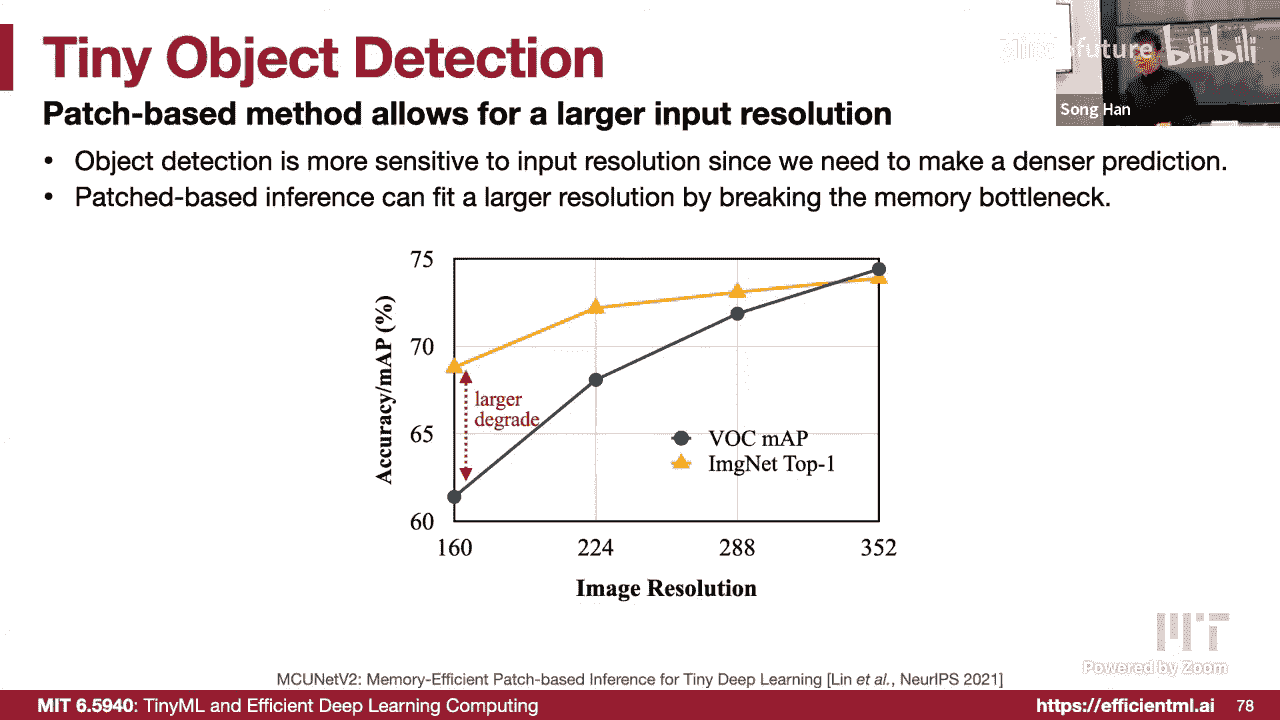 Tiny Object Detection
bilibili
Song Han
Patch-based method allows for a larger input resolution
• Object detection is more sensitive to input resolution since we need to make a denser prediction.
• Patched-based inference can fit a larger resolution by breaking the memory bottleneck.
75
70
65
60
Accuracy/mAP (%)
larger
degrade
VOC mAP
ImgNet Top-1
160 224 288 352
Image Resolution
MIT
Powered by Zoom
MCUNetV2: Memory-Efficient Patch-based Inference for Tiny Deep Learning [Lin et al., NeurIPS 2021]
MIT 6.5940: TinyML and Efficient Deep Learning Computing https://efficientml.ai 78